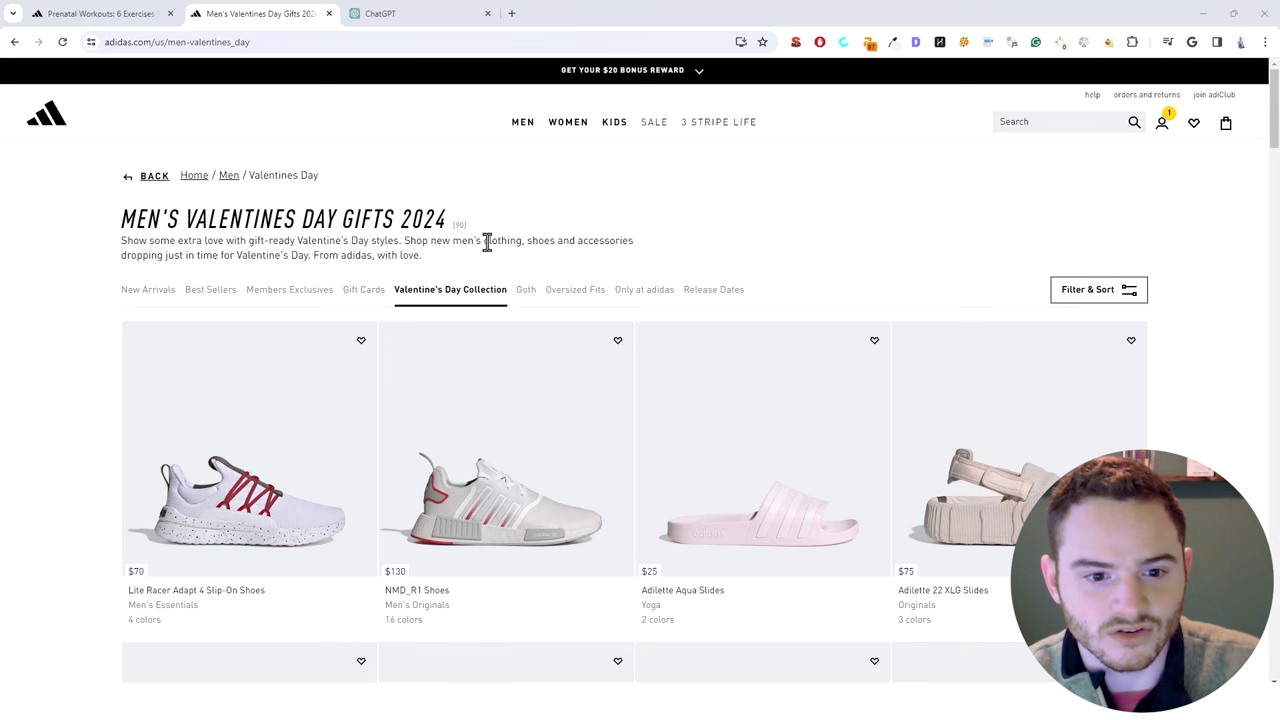 Prenatal Workouts: 6 Exercises
Men's Valentines Day Gifts 202
ChatGPT
adidas.com/us/men-valentines_day
GET YOUR $20 BONUS REWARD
help orders and returns join adiClub
MEN WOMEN KIDS SALE 3 STRIPE LIFE
Search
1
BACK Home / Men / Valentines Day
MEN'S VALENTINES DAY GIFTS 2024 [90]
Show some extra love with gift-ready Valentine's Day styles. Shop new men's clothing, shoes and accessories
dropping just in time for Valentine's Day. From adidas, with love.
New Arrivals Best Sellers Members Exclusives Gift Cards Valentine's Day Collection Goth Oversized Fits Only at adidas Release Dates
Filter & Sort
$70 $130 $25 $75
Lite Racer Adapt 4 Slip-On Shoes NMD_R1 Shoes Adilette Aqua Slides Adilette 22 XLG Slides
Men's Essentials Men's Originals Yoga Originals
4 colors 16 colors 2 colors 3 colors